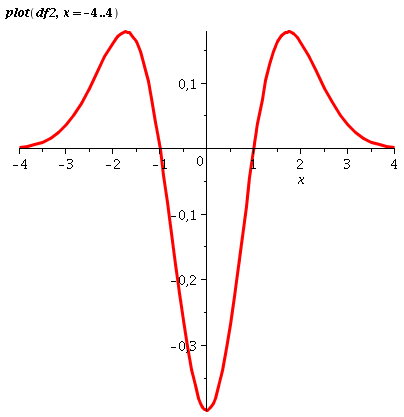 plot(df2, x = -4..4)
0,1
-4 -3 -2 -1 0 1 2 3 4
x
-0,1
-0,2
-0,3